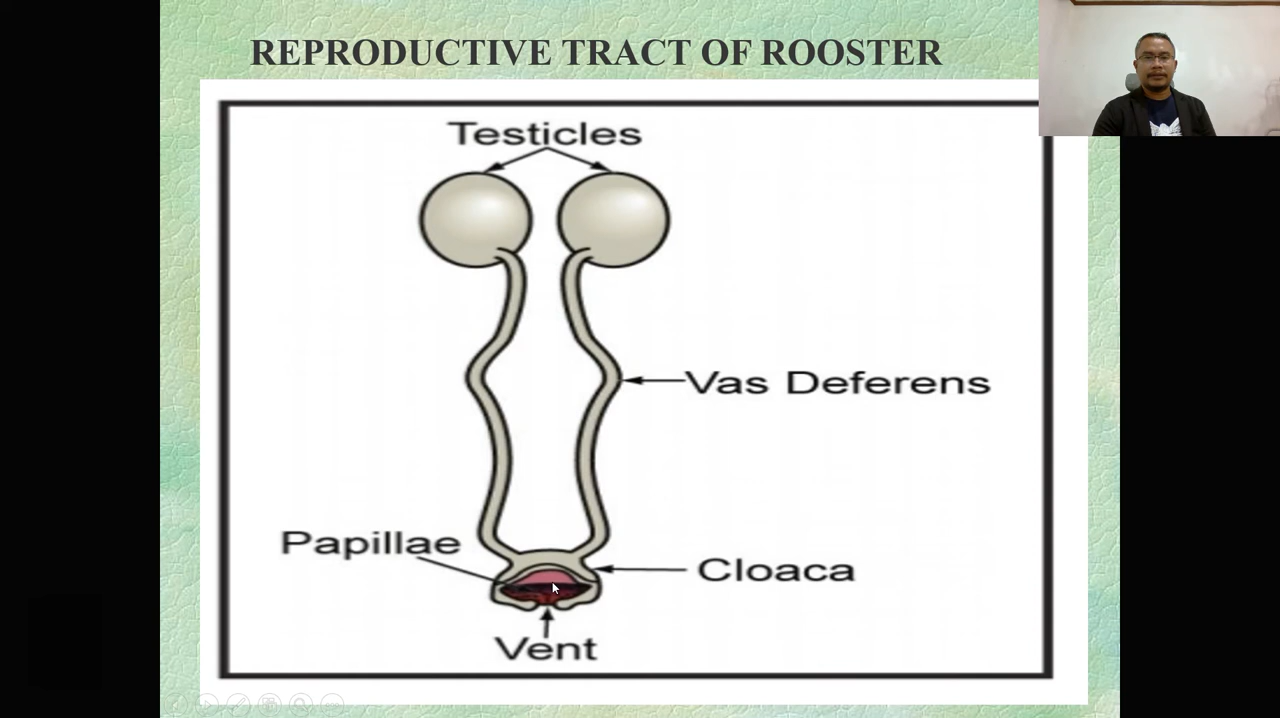 REPRODUCTIVE TRACT OF ROOSTER
Testicles
Vas Deferens
Papillae
Cloaca
Vent